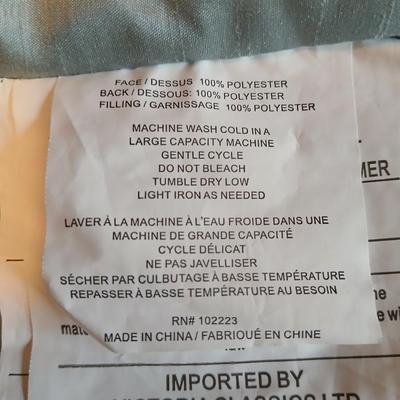 FACE / DESSUS 100% POLYESTER
BACK / DESSOUS: 100% POLYESTER
FILLING / GARNISSAGE 100% POLYESTER
MACHINE WASH COLD IN A
LARGE CAPACITY MACHINE
GENTLE CYCLE
DO NOT BLEACH
TUMBLE DRY LOW
LIGHT IRON AS NEEDED
LAVER Á LA MACHINE À L'EAU FROIDE DANS UNE
MACHINE DE GRANDE CAPACITÉ
CYCLE DÉLICAT
NE PAS JAVELLISER
SÉCHER PAR CULBUTAGE À BASSE TEMPÉRATURE
REPASSER À BASSE TEMPÉRATURE AU BESOIN
RN# 102223
MADE IN CHINA / FABRIQUÉ EN CHINE
IMPORTED BY
VICTORIA CLASSICS LTD